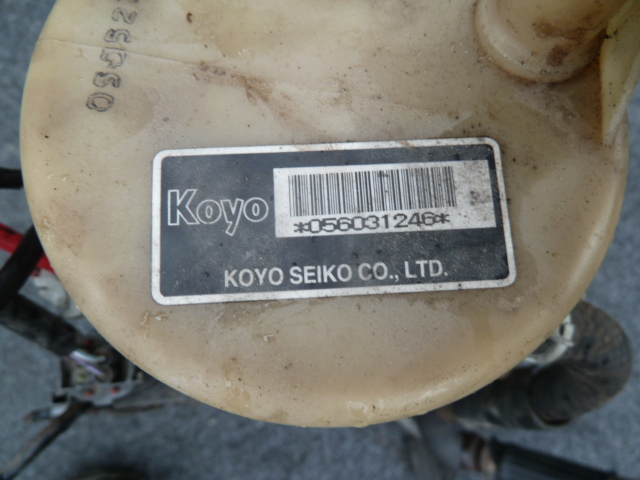 Koyo
*056031246*
KOYO SEIKO CO., LTD.